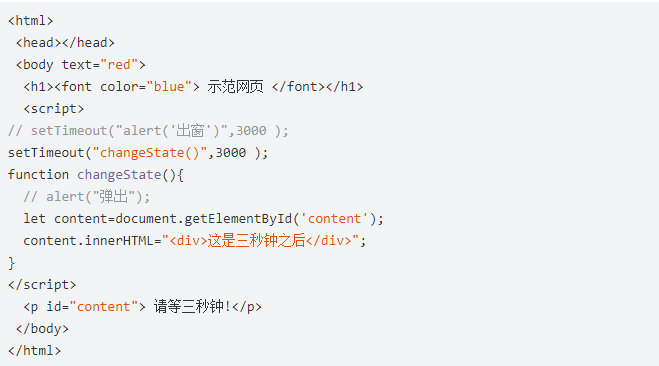 <html>
<head></head>
<body text="red">
<h1><font color="blue"> 示范网页 </font></h1>
<script>
// setTimeout("alert('出窗')",3000 );
setTimeout("changeState()",3000 );
function changeState(){
// alert("弹出");
let content=document.getElementById('content');
content.innerHTML="<div>这是三秒钟之后</div>";
}
</script>
<p id="content"> 请等三秒钟!</p>
</body>
</html>